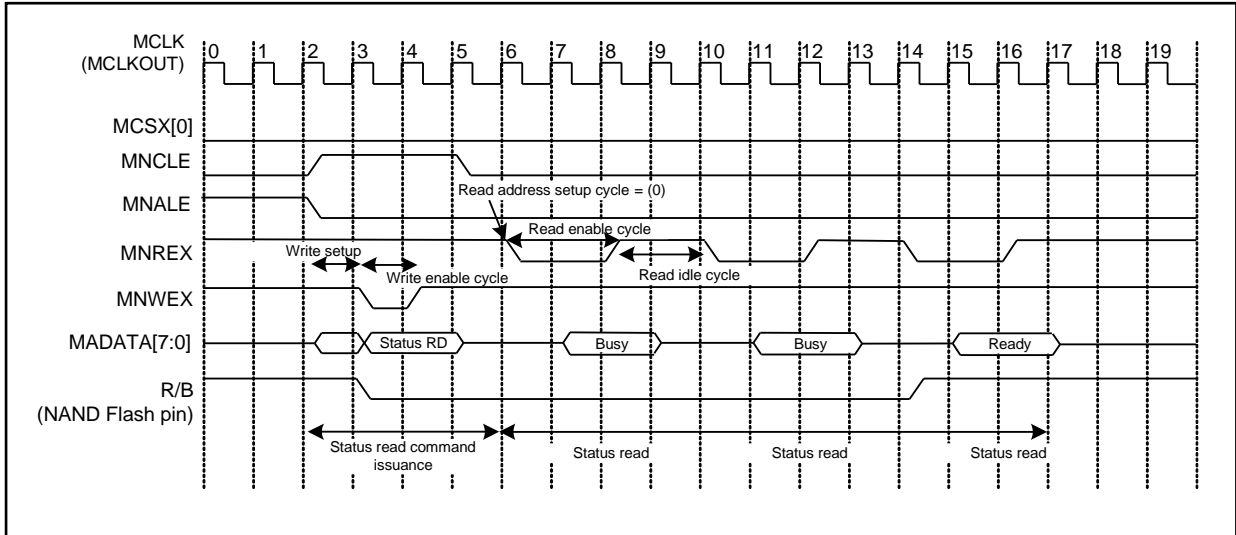 MCLK
(MCLKOUT)
0 1 2 3 4 5 6 7 8 9 10 11 12 13 14 15 16 17 18 19
MCSX[0]
MNCLE
Read address setup cycle = (0)
MNALE
Read enable cycle
MNREX
Write setup
Read idle cycle
Write enable cycle
MNWEX
MADATA[7:0]
Status RD
Busy
Busy
Ready
R/B
(NAND Flash pin)
Status read command
issuance
Status read
Status read
Status read